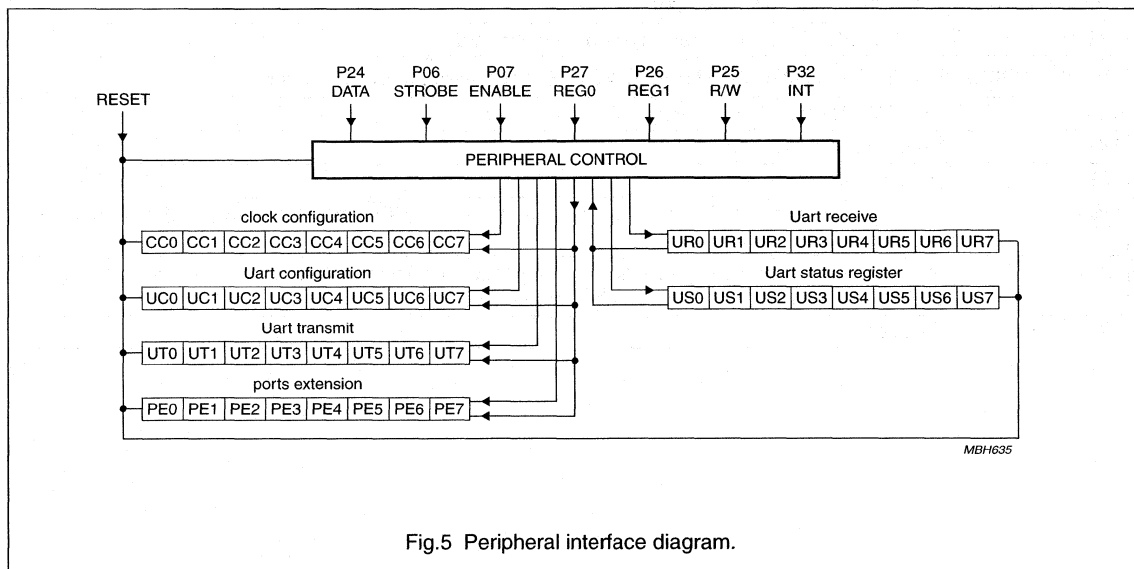 P24 P06 P07 P27 P26 P25 P32
DATA STROBE ENABLE REG0 REG1 R/W INT
RESET
PERIPHERAL CONTROL
clock configuration
CC0 CC1 CC2 CC3 CC4 CC5 CC6 CC7
Uart receive
UR0 UR1 UR2 UR3 UR4 UR5 UR6 UR7
Uart configuration
UC0 UC1 UC2 UC3 UC4 UC5 UC6 UC7
Uart status register
US0 US1 US2 US3 US4 US5 US6 US7
Uart transmit
UT0 UT1 UT2 UT3 UT4 UT5 UT6 UT7
ports extension
PE0 PE1 PE2 PE3 PE4 PE5 PE6 PE7
MBH635
Fig.5 Peripheral interface diagram.